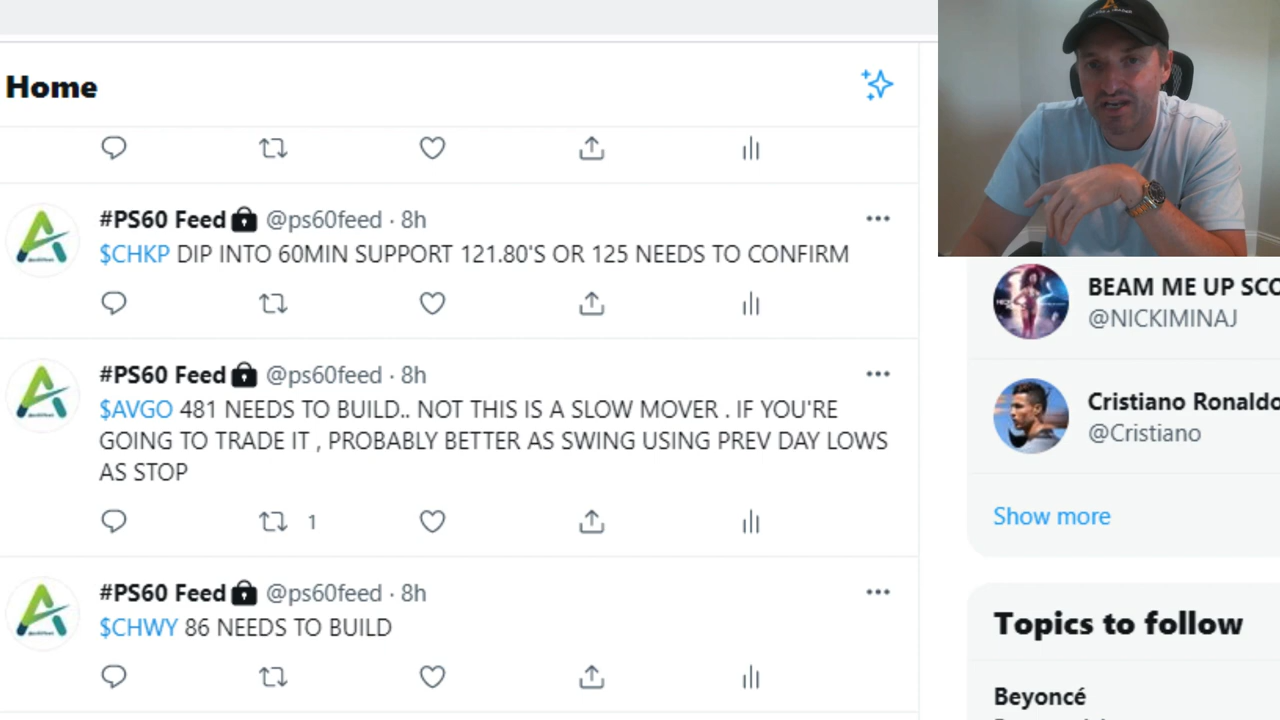 Home
#PS60 Feed @ps60feed · 8h
$CHKP DIP INTO 60MIN SUPPORT 121.80'S OR 125 NEEDS TO CONFIRM
#PS60 Feed @ps60feed · 8h
$AVGO 481 NEEDS TO BUILD.. NOT THIS IS A SLOW MOVER . IF YOU'RE
GOING TO TRADE IT , PROBABLY BETTER AS SWING USING PREV DAY LOWS
AS STOP
1
#PS60 Feed @ps60feed · 8h
$CHWY 86 NEEDS TO BUILD
BEAM ME UP SCO
@NICKIMINAJ
Cristiano Ronaldo
@Cristiano
Show more
Topics to follow
Beyoncé